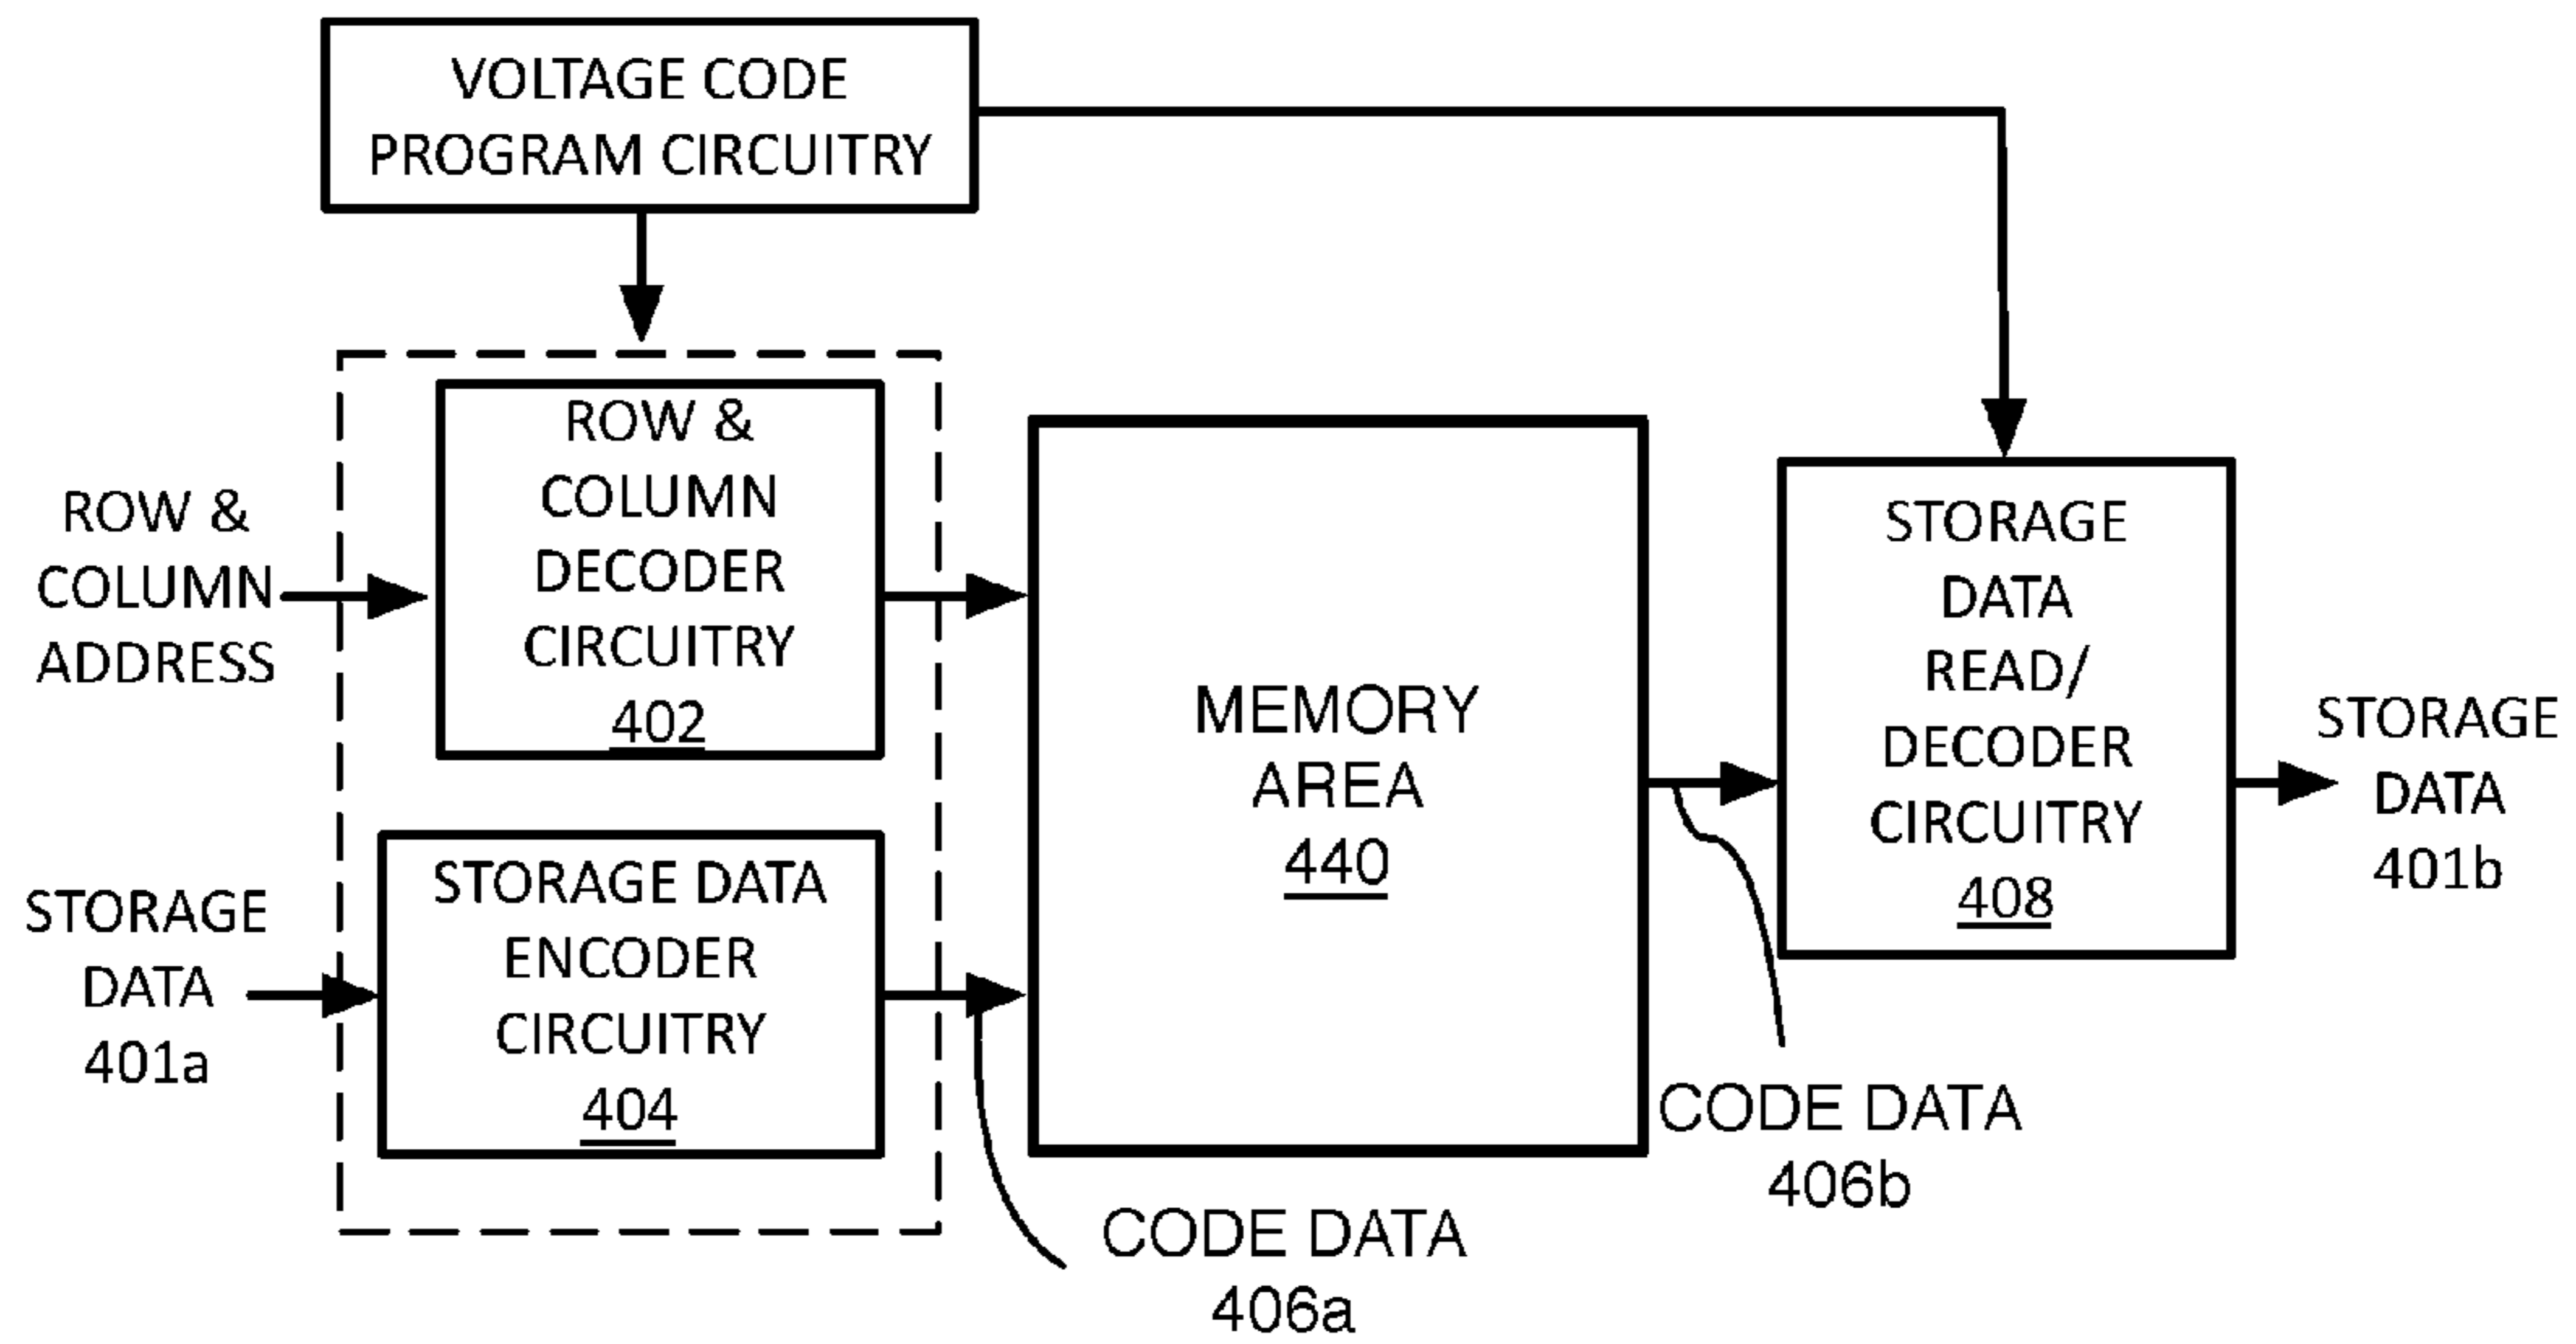 VOLTAGE CODE
PROGRAM CIRCUITRY
ROW &
COLUMN
ADDRESS
ROW &
COLUMN
DECODER
CIRCUITRY
402
STORAGE
DATA
401a
STORAGE DATA
ENCODER
CIRCUITRY
404
CODE DATA
406a
MEMORY
AREA
440
CODE DATA
406b
STORAGE
DATA
READ/
DECODER
CIRCUITRY
408
STORAGE
DATA
401b